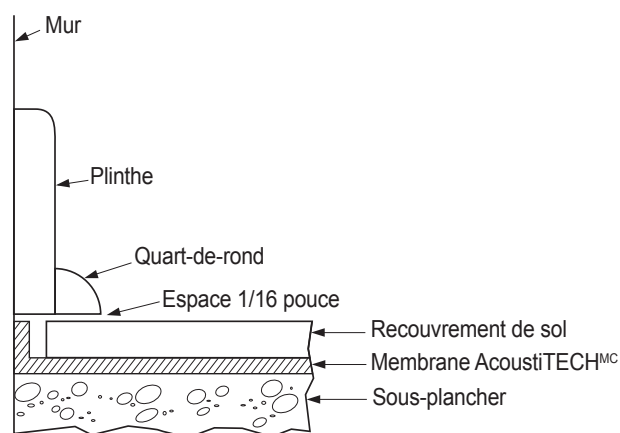 Mur
Plinthe
Quart-de-rond
Espace 1/16 pouce
Recouvrement de sol
Membrane AcoustiTECHᴹᶜ
Sous-plancher